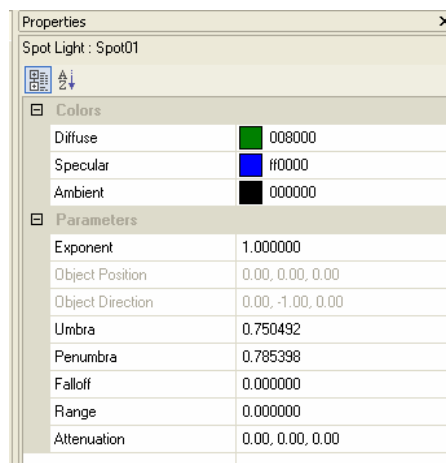 Properties
Spot Light : Spot01
Colors
Diffuse 008000
Specular ff0000
Ambient 000000
Parameters
Exponent 1.000000
Object Position 0.00, 0.00, 0.00
Object Direction 0.00, -1.00, 0.00
Umbra 0.750492
Penumbra 0.785398
Falloff 0.000000
Range 0.000000
Attenuation 0.00, 0.00, 0.00